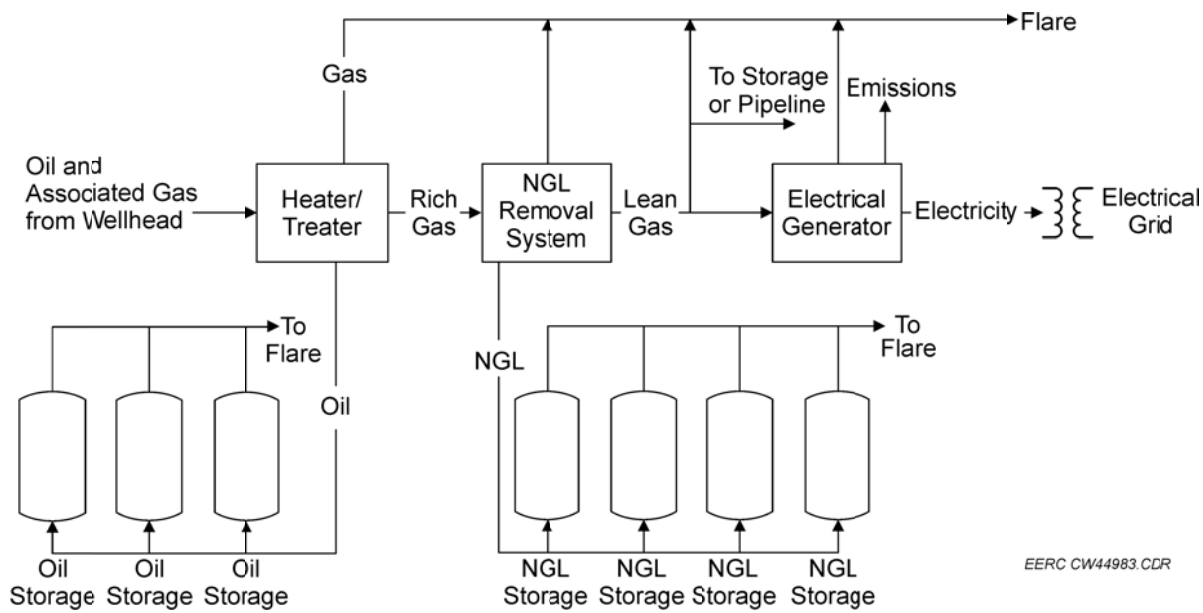 Flare
Gas
To Storage
or Pipeline
Emissions
Oil and
Associated Gas
from Wellhead
Heater/
Treater
Rich
Gas
NGL
Removal
System
Lean
Gas
Electrical
Generator
Electricity
Electrical
Grid
To
Flare
Oil
NGL
To
Flare
Oil
Storage
Oil
Storage
Oil
Storage
NGL
Storage
NGL
Storage
NGL
Storage
NGL
Storage
EERC CW44983.CDR